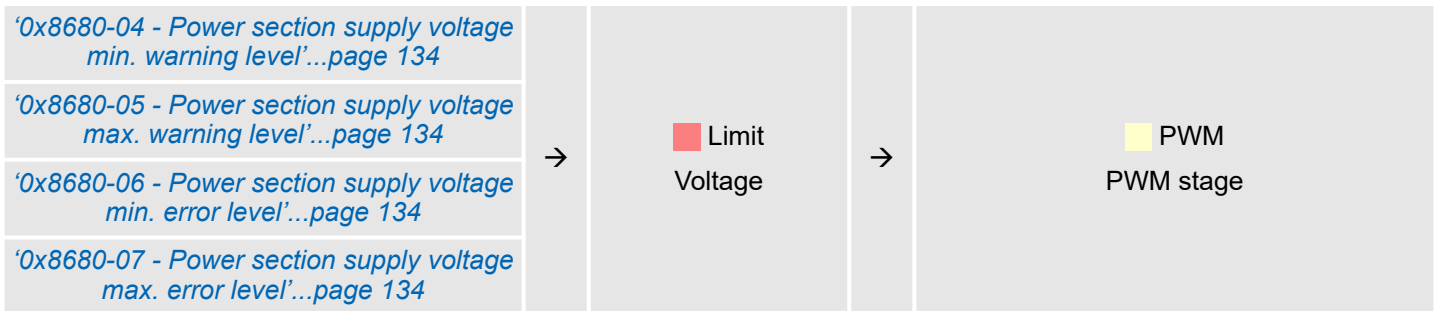 ‘0x8680-04 - Power section supply voltage
min. warning level’...page 134
‘0x8680-05 - Power section supply voltage
max. warning level’...page 134
‘0x8680-06 - Power section supply voltage
min. error level’...page 134
‘0x8680-07 - Power section supply voltage
max. error level’...page 134
→
Limit
Voltage
→
PWM
PWM stage